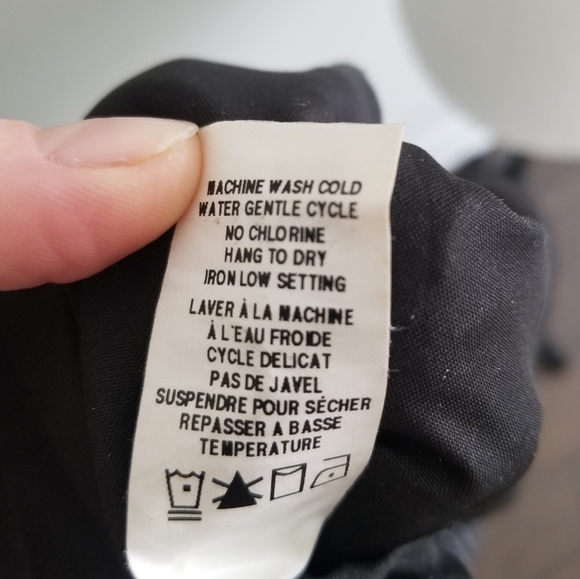 MACHINE WASH COLD
WATER GENTLE CYCLE
NO CHLORINE
HANG TO DRY
IRON LOW SETTING
LAVER À LA MACHINE
À L'EAU FROIDE
CYCLE DELICAT
PAS DE JAVEL
SUSPENDRE POUR SÉCHER
REPASSER A BASSE
TEMPERATURE